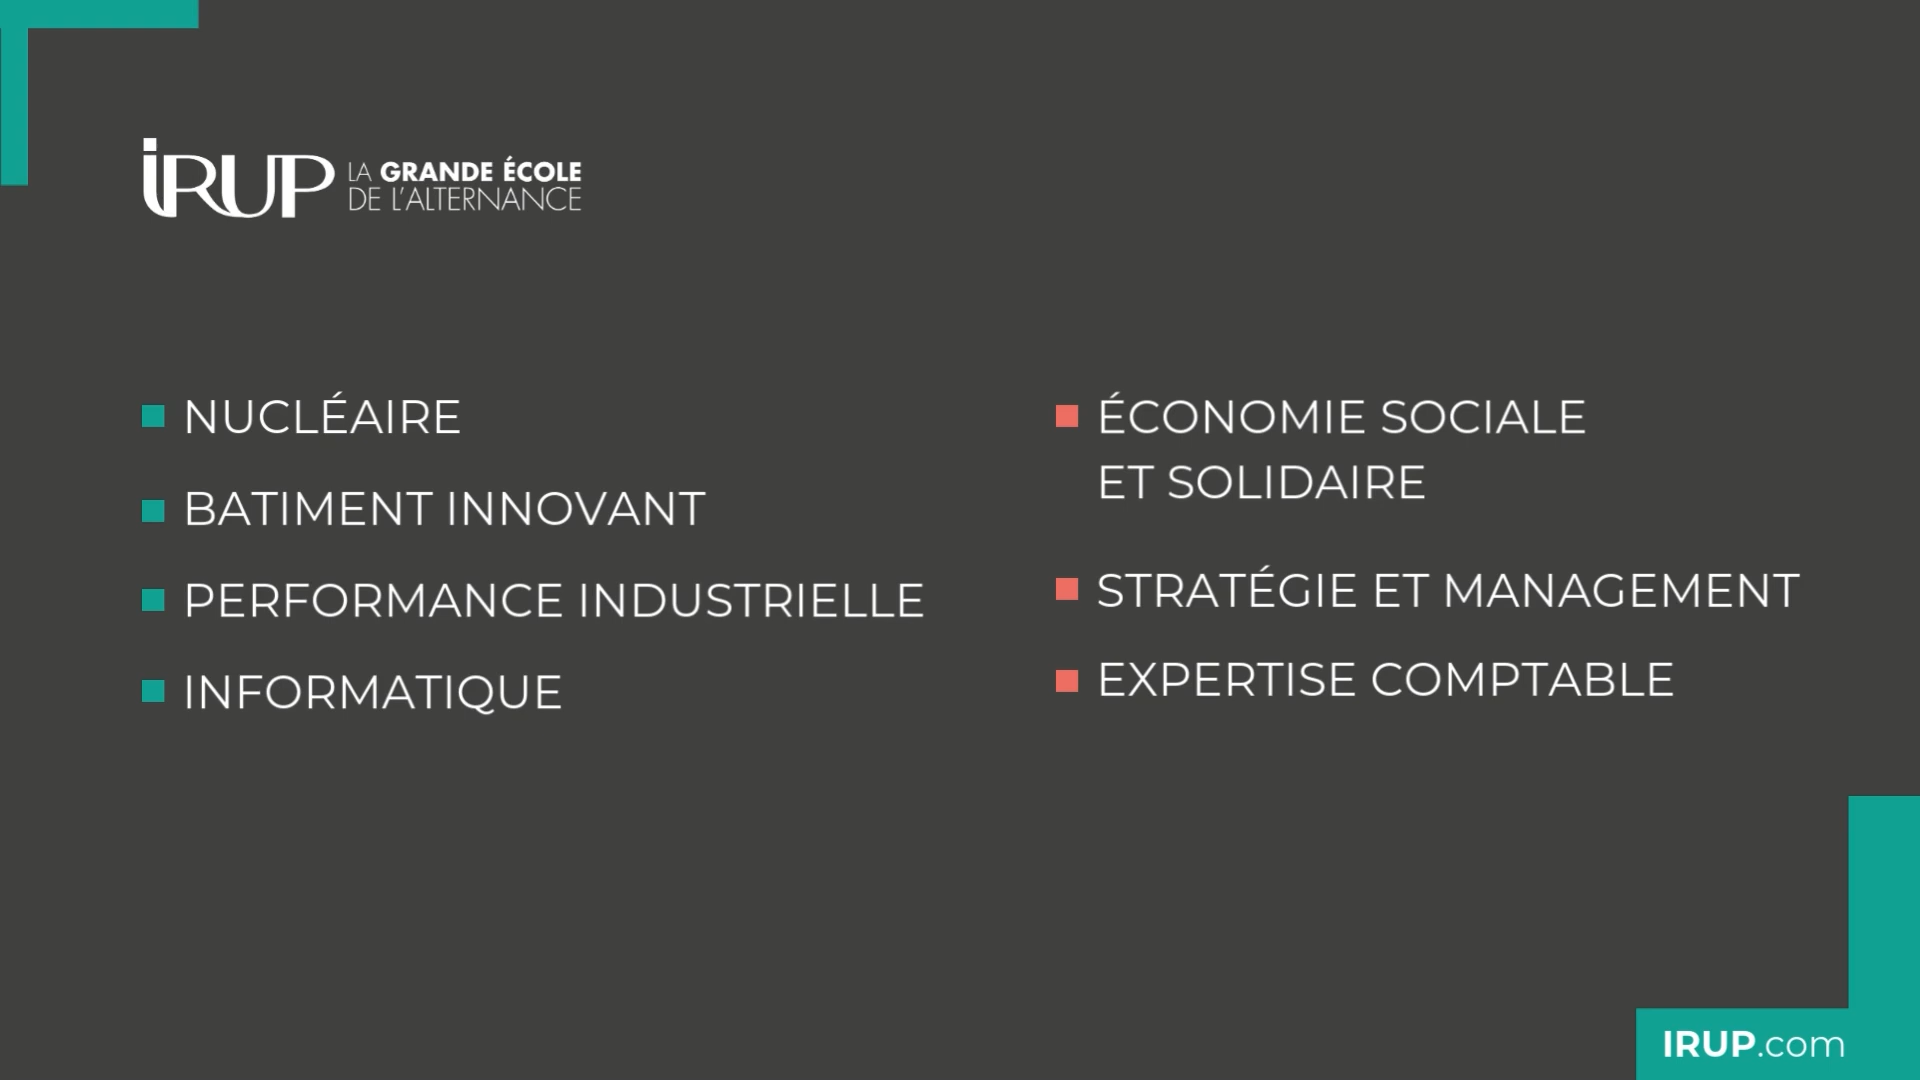 iRUP LA GRANDE ÉCOLE
DE L'ALTERNANCE
NUCLÉAIRE
BATIMENT INNOVANT
PERFORMANCE INDUSTRIELLE
INFORMATIQUE
ÉCONOMIE SOCIALE
ET SOLIDAIRE
STRATÉGIE ET MANAGEMENT
EXPERTISE COMPTABLE
IRUP.com